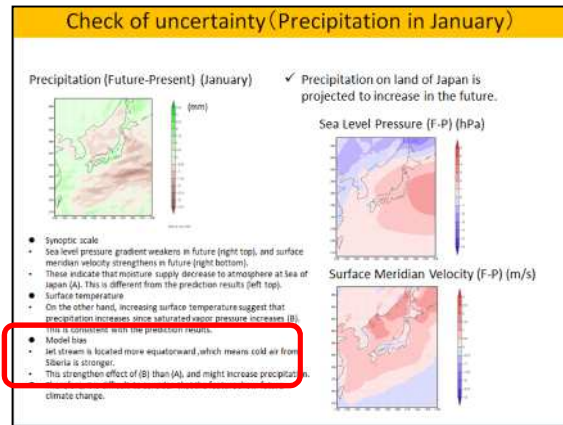 Check of uncertainty(Precipitation in January)
Precipitation (Future-Present) (January)
(mm)
✓ Precipitation on land of Japan is
projected to increase in the future.
Sea Level Pressure (F-P) (hPa)
● Synoptic scale
• Sea level pressure gradient weakens in future (right top), and surface
meridian velocity strengthens in future (right bottom).
• These indicate that moisture supply decrease to atmosphere at Sea of
Japan (A). This is different from the prediction results (left top).
● Surface temperature
• On the other hand, increasing surface temperature suggest that
precipitation increases since saturated vapor pressure increases (B).
This is consistent with the prediction results.
● Model bias
• Jet stream is located more equatorward ,which means cold air from
Siberia is stronger.
• This strengthen effect of (B) than (A), and might increase precipitation.
climate change.
Surface Meridian Velocity (F-P) (m/s)